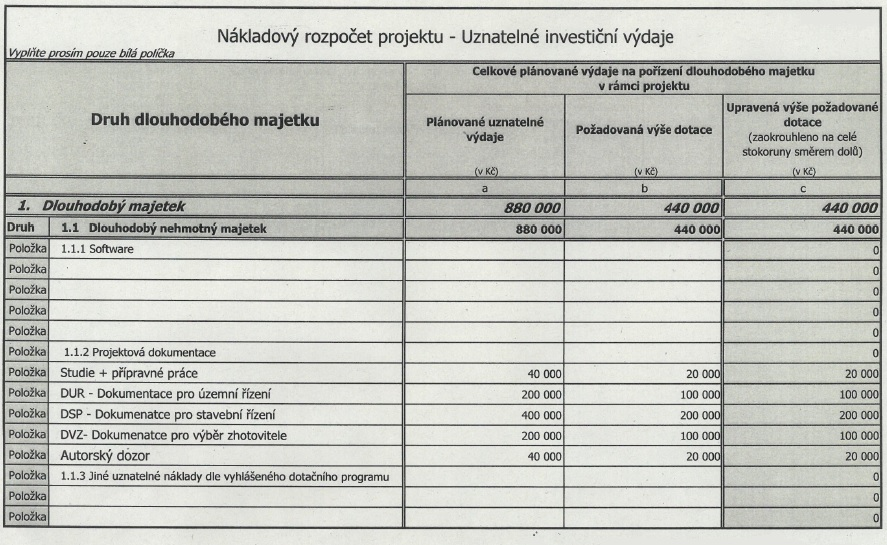 Nákladový rozpočet projektu - Uznatelné investiční výdaje
Vyplňte prosím pouze bílá políčka
Druh dlouhodobého majetku
Celkové plánované výdaje na pořízení dlouhodobého majetku
v rámci projektu
Plánované uznatelné
výdaje
(v Kč)
Požadovaná výše dotace
(v Kč)
Upravená výše požadované
dotace
(zaokrouhleno na celé
stokoruny směrem dolů)
(v Kč)
a b c
1. Dlouhodobý majetek 880 000 440 000 440 000
Druh 1.1 Dlouhodobý nehmotný majetek 880 000 440 000 440 000
Položka 1.1.1 Software 0
Položka 0
Položka 0
Položka 0
Položka 0
Položka 1.1.2 Projektová dokumentace 0
Položka Studie + přípravné práce 40 000 20 000 20 000
Položka DUR - Dokumentace pro územní řízení 200 000 100 000 100 000
Položka DSP - Dokumenatce pro stavební řízení 400 000 200 000 200 000
Položka DVZ- Dokumenatce pro výběr zhotovitele 200 000 100 000 100 000
Položka Autorský dozor 40 000 20 000 20 000
Položka 1.1.3 Jiné uznatelné náklady dle vyhlášeného dotačního programu 0
Položka 0
Položka 0